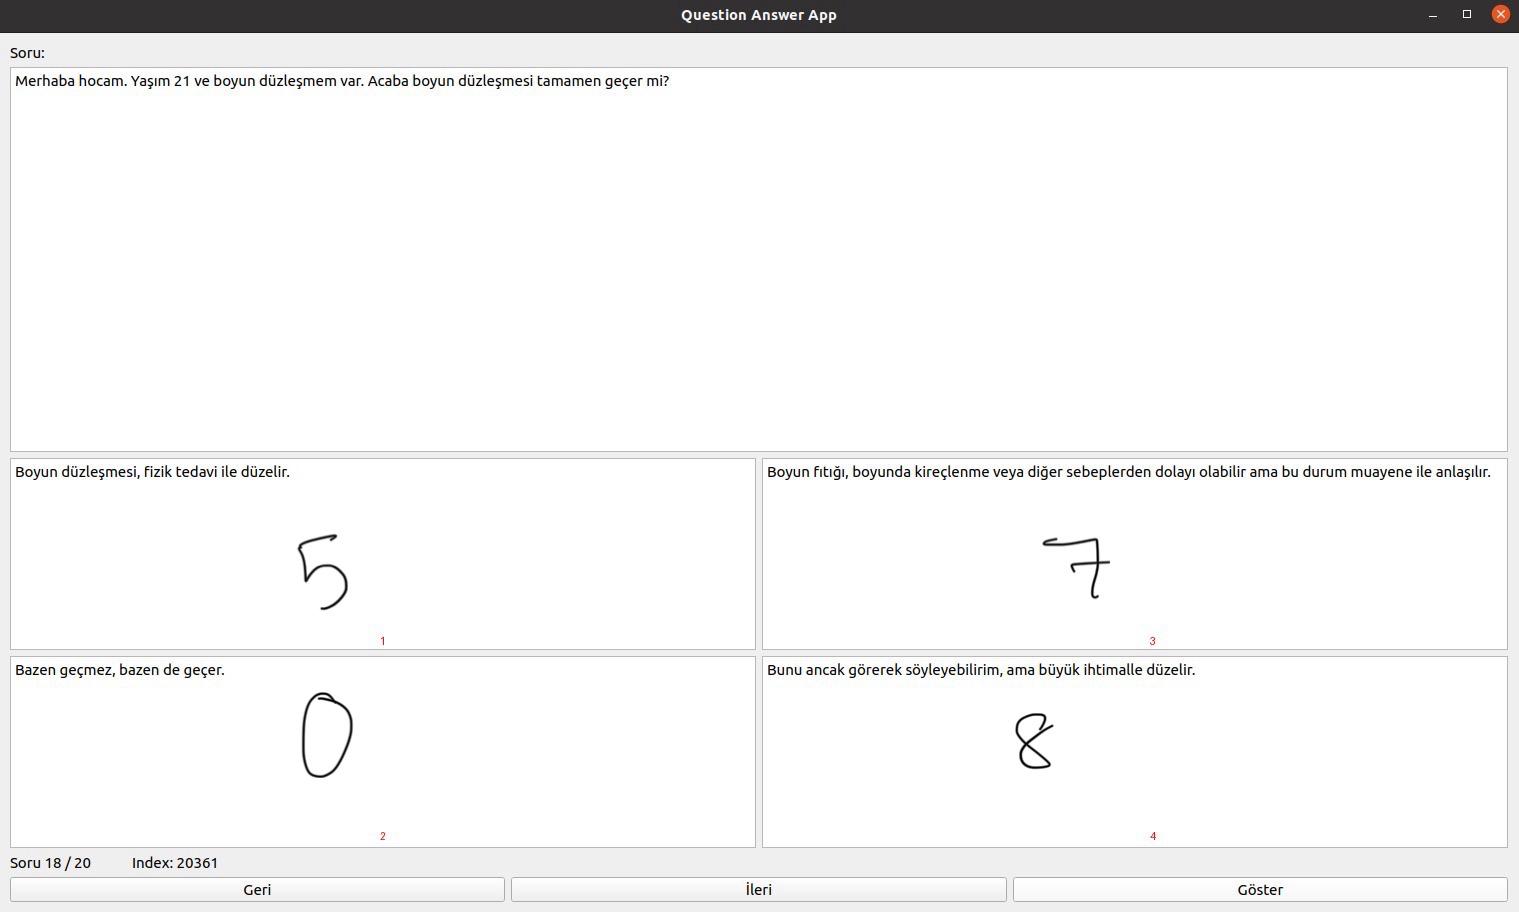 Question Answer App
Soru:
Merhaba hocam. Yaşım 21 ve boyun düzleşmem var. Acaba boyun düzleşmesi tamamen geçer mi?
Boyun düzleşmesi, fizik tedavi ile düzelir.
5
1
Boyun fıtığı, boyunda kireçlenme veya diğer sebeplerden dolayı olabilir ama bu durum muayene ile anlaşılır.
7
3
Bazen geçmez, bazen de geçer.
0
2
Bunu ancak görerek söyleyebilirim, ama büyük ihtimalle düzelir.
8
4
Soru 18 / 20 Index: 20361
Geri İleri Göster